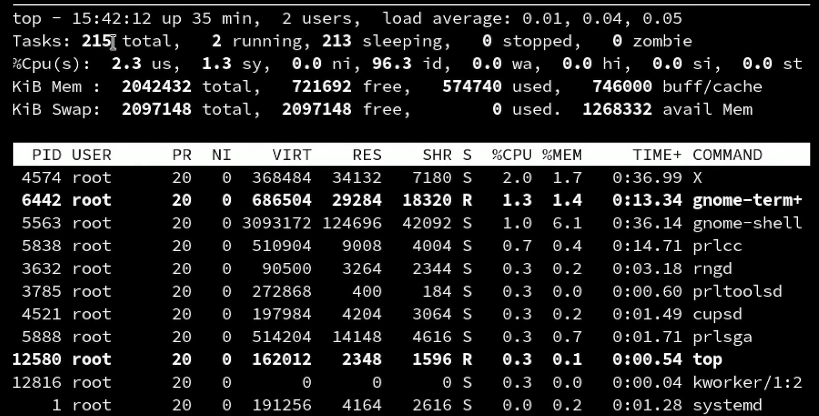 top - 15:42:12 up 35 min,  2 users,  load average: 0.01, 0.04, 0.05
Tasks: 215 total,   2 running, 213 sleeping,   0 stopped,   0 zombie
%Cpu(s):  2.3 us,  1.3 sy,  0.0 ni, 96.3 id,  0.0 wa,  0.0 hi,  0.0 si,  0.0 st
KiB Mem :  2042432 total,   721692 free,   574740 used,   746000 buff/cache
KiB Swap:  2097148 total,  2097148 free,        0 used.  1268332 avail Mem
PID USER      PR  NI    VIRT    RES    SHR S  %CPU %MEM     TIME+ COMMAND
4574 root      20   0  368484  34132   7180 S   2.0  1.7   0:36.99 X
6442 root      20   0  686504  29284  18320 R   1.3  1.4   0:13.34 gnome-term+
5563 root      20   0 3093172 124696  42092 S   1.0  6.1   0:36.14 gnome-shell
5838 root      20   0  510904   9008   4004 S   0.7  0.4   0:14.71 prlcc
3632 root      20   0   90500   3264   2344 S   0.3  0.2   0:03.18 rngd
3785 root      20   0  272868    400    184 S   0.3  0.0   0:00.60 prltoolsd
4521 root      20   0  197984   4204   3064 S   0.3  0.2   0:01.49 cupsd
5888 root      20   0  514204  14148   4616 S   0.3  0.7   0:01.71 prlsga
12580 root      20   0  162012   2348   1596 R   0.3  0.1   0:00.54 top
12816 root      20   0       0      0      0 S   0.3  0.0   0:00.04 kworker/1:2
1 root      20   0  191256   4164   2616 S   0.0  0.2   0:01.28 systemd